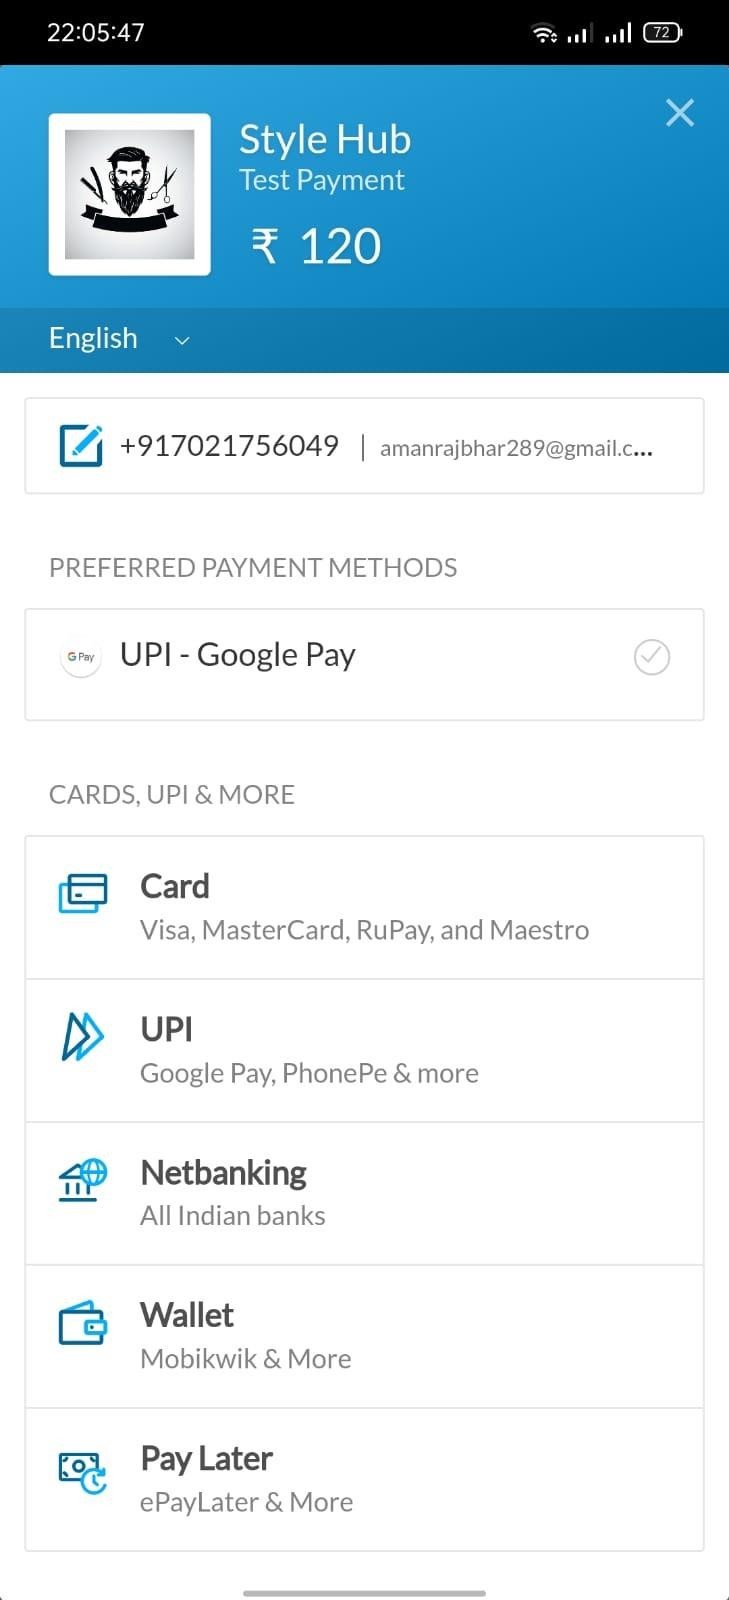 22:05:47
72
Style Hub
Test Payment
₹ 120
English
+917021756049 | amanrajbhar289@gmail.c...
PREFERRED PAYMENT METHODS
G Pay UPI - Google Pay
CARDS, UPI & MORE
Card
Visa, MasterCard, RuPay, and Maestro
UPI
Google Pay, PhonePe & more
Netbanking
All Indian banks
Wallet
Mobikwik & More
Pay Later
ePayLater & More